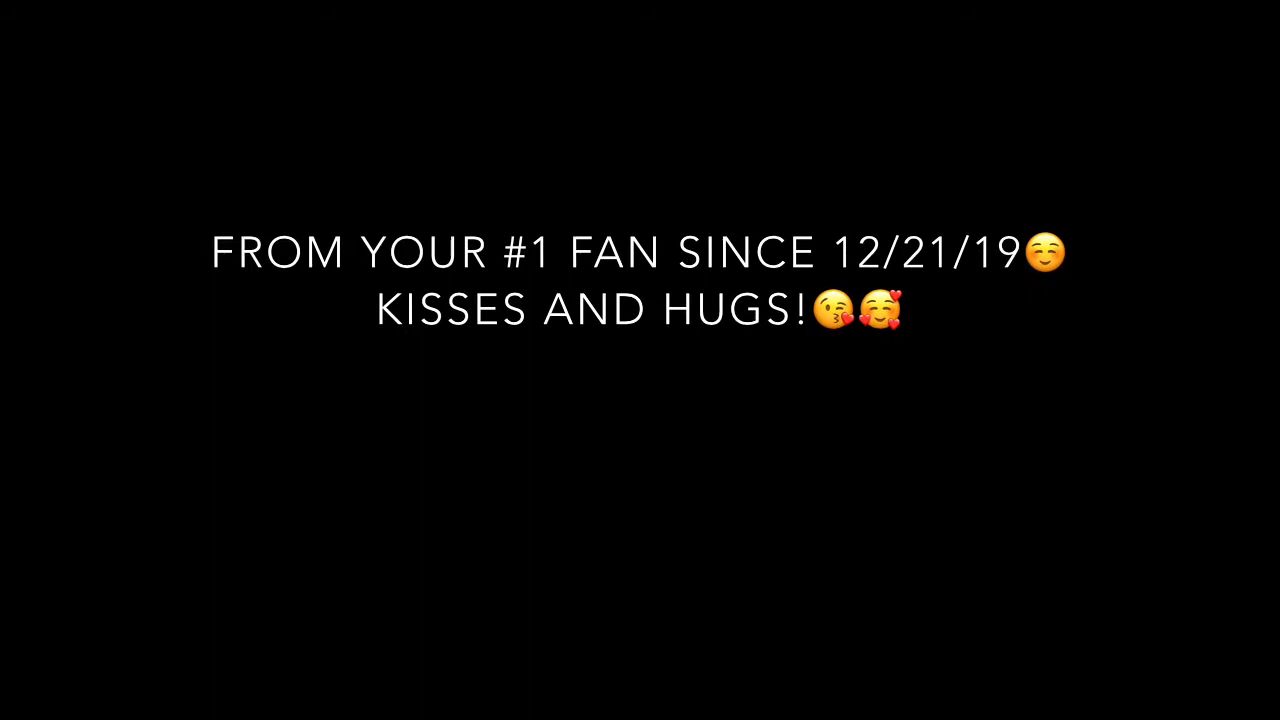 FROM YOUR #1 FAN SINCE 12/21/19☺️
KISSES AND HUGS!😘🥰